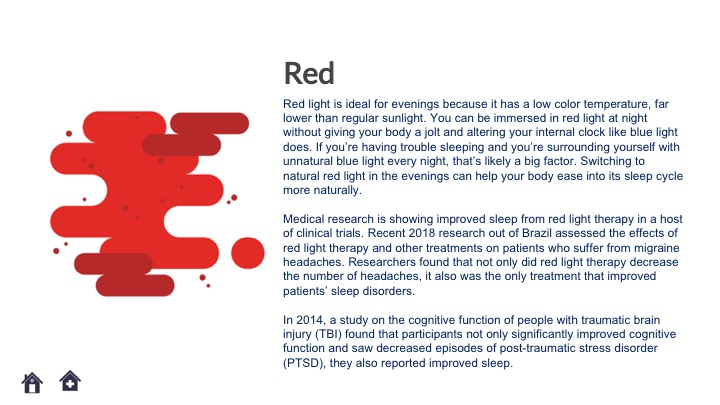 Red
Red light is ideal for evenings because it has a low color temperature, far
lower than regular sunlight. You can be immersed in red light at night
without giving your body a jolt and altering your internal clock like blue light
does. If you're having trouble sleeping and you're surrounding yourself with
unnatural blue light every night, that's likely a big factor. Switching to
natural red light in the evenings can help your body ease into its sleep cycle
more naturally.
Medical research is showing improved sleep from red light therapy in a host
of clinical trials. Recent 2018 research out of Brazil assessed the effects of
red light therapy and other treatments on patients who suffer from migraine
headaches. Researchers found that not only did red light therapy decrease
the number of headaches, it also was the only treatment that improved
patients' sleep disorders.
In 2014, a study on the cognitive function of people with traumatic brain
injury (TBI) found that participants not only significantly improved cognitive
function and saw decreased episodes of post-traumatic stress disorder
(PTSD), they also reported improved sleep.